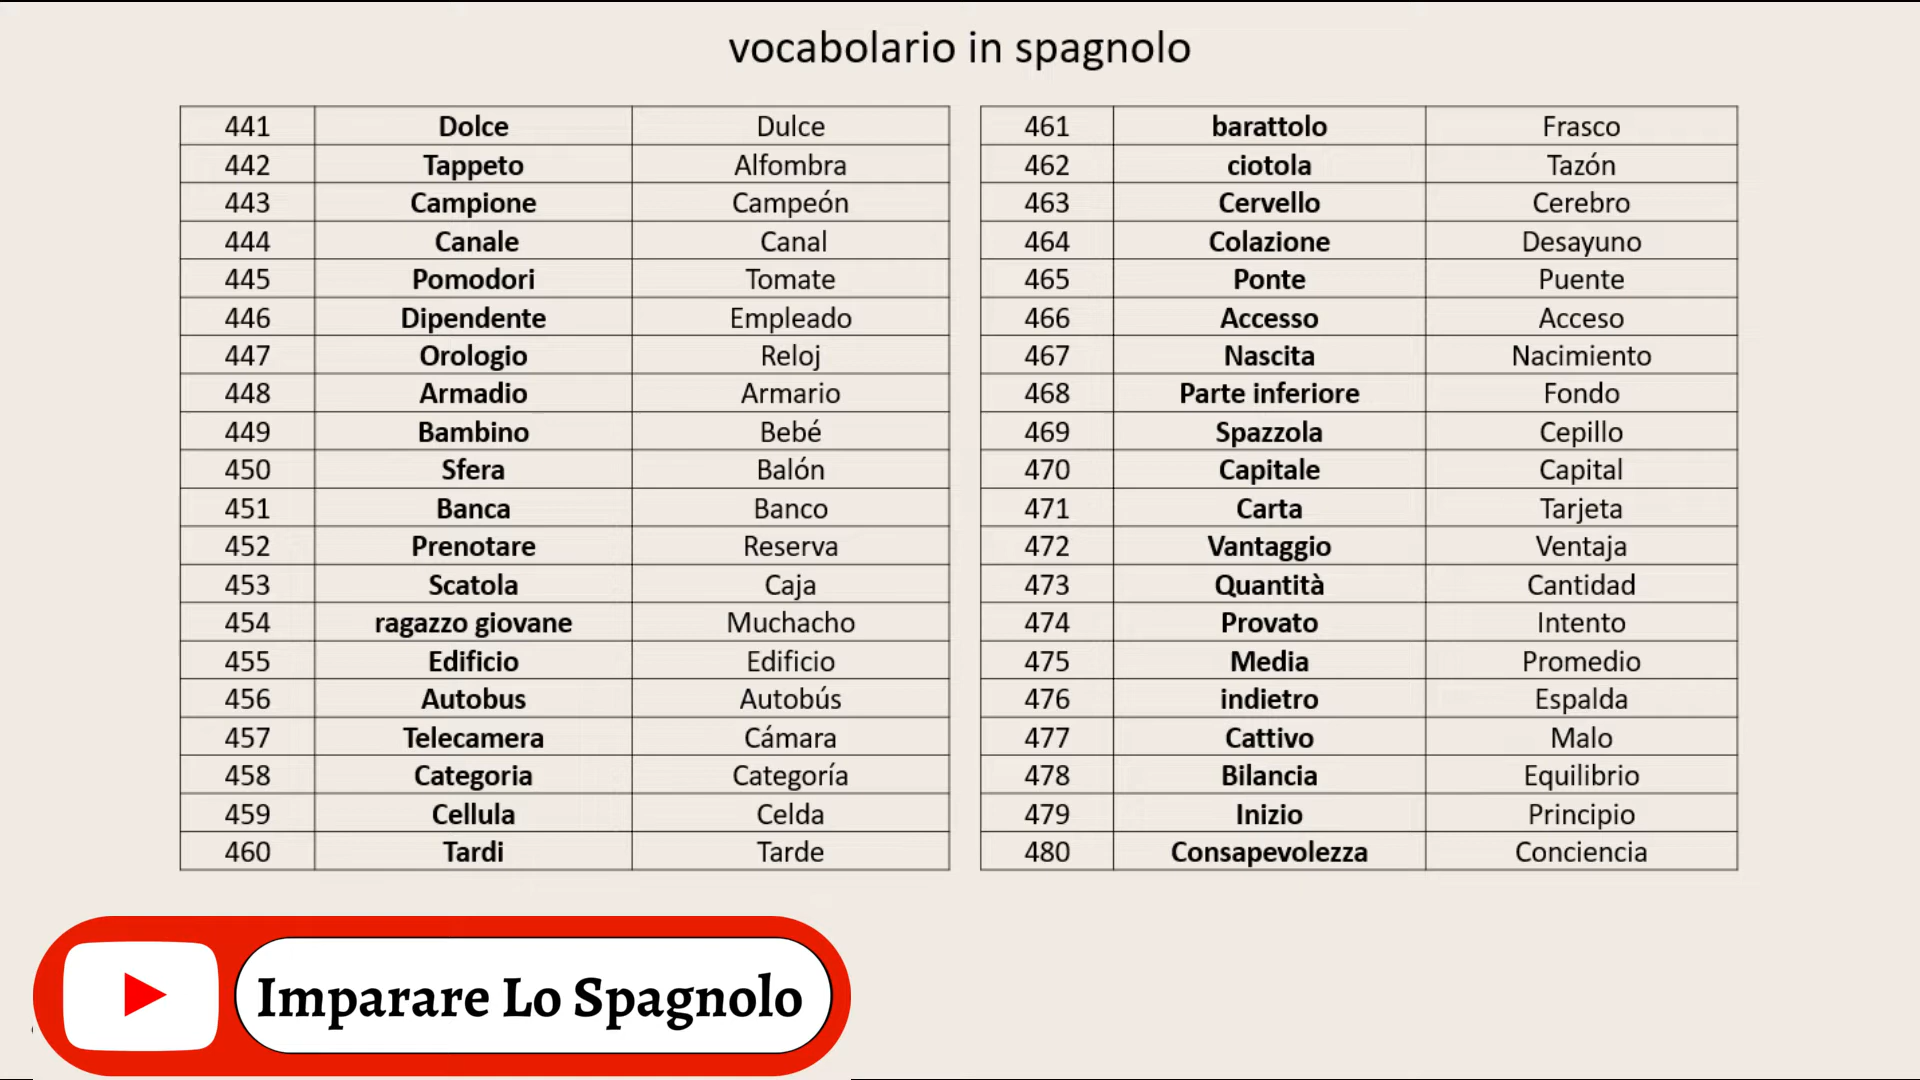 vocabolario in spagnolo
441 Dolce Dulce
442 Tappeto Alfombra
443 Campione Campeón
444 Canale Canal
445 Pomodori Tomate
446 Dipendente Empleado
447 Orologio Reloj
448 Armadio Armario
449 Bambino Bebé
450 Sfera Balón
451 Banca Banco
452 Prenotare Reserva
453 Scatola Caja
454 ragazzo giovane Muchacho
455 Edificio Edificio
456 Autobus Autobús
457 Telecamera Cámara
458 Categoria Categoría
459 Cellula Celda
460 Tardi Tarde
461 barattolo Frasco
462 ciotola Tazón
463 Cervello Cerebro
464 Colazione Desayuno
465 Ponte Puente
466 Accesso Acceso
467 Nascita Nacimiento
468 Parte inferiore Fondo
469 Spazzola Cepillo
470 Capitale Capital
471 Carta Tarjeta
472 Vantaggio Ventaja
473 Quantità Cantidad
474 Provato Intento
475 Media Promedio
476 indietro Espalda
477 Cattivo Malo
478 Bilancia Equilibrio
479 Inizio Principio
480 Consapevolezza Conciencia
Imparare Lo Spagnolo